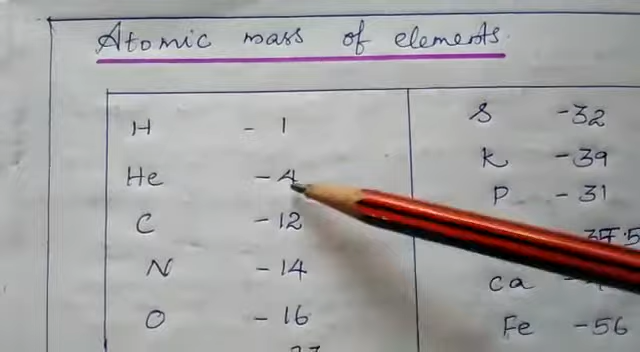 Atomic mass of elements.
H - 1
He - 4
C - 12
N - 14
O - 16
S - 32
K - 39
P - 31
Ca
Fe - 56